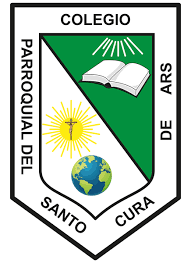 COLEGIO
PARROQUIAL DEL
SANTO CURA
DE ARS